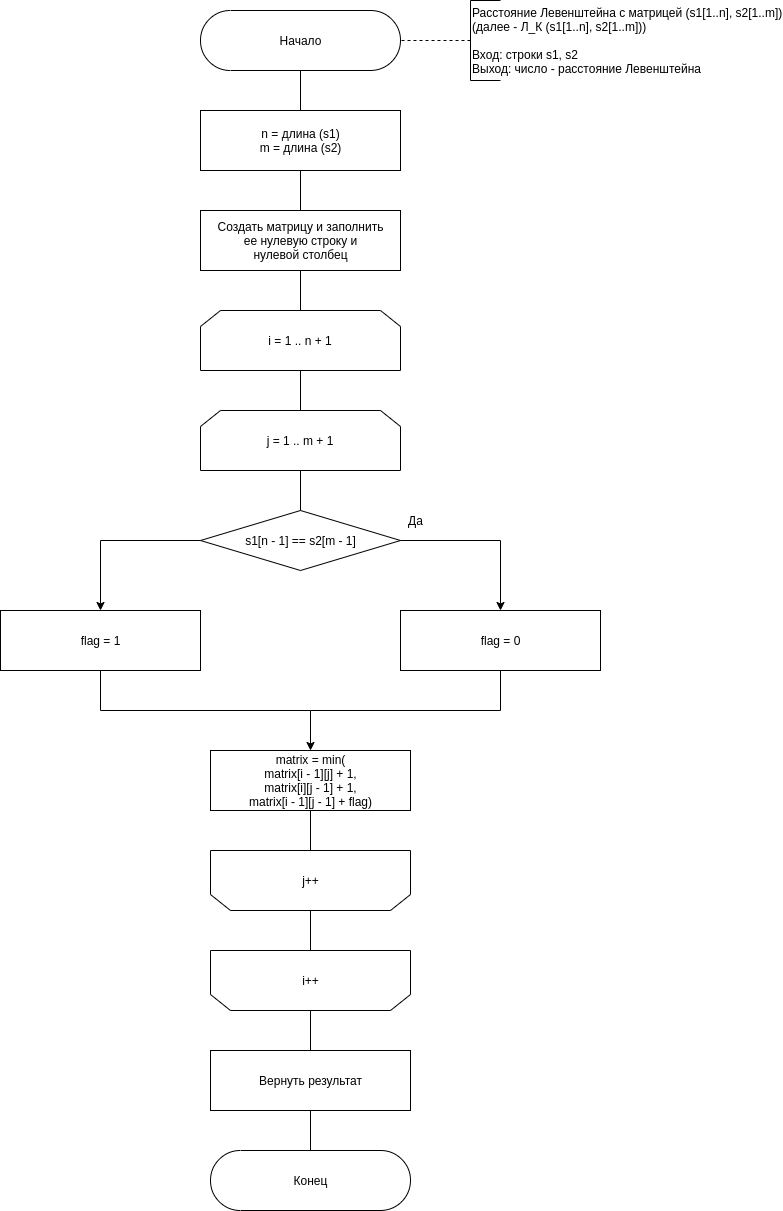 Начало
Расстояние Левенштейна с матрицей (s1[1..n], s2[1..m])
(далее - Л_К (s1[1..n], s2[1..m]))
Вход: строки s1, s2
Выход: число - расстояние Левенштейна
n = длина (s1)
m = длина (s2)
Создать матрицу и заполнить
ее нулевую строку и
нулевой столбец
i = 1 .. n + 1
j = 1 .. m + 1
Да
s1[n - 1] == s2[m - 1]
flag = 1
flag = 0
matrix = min(
matrix[i - 1][j] + 1,
matrix[i][j - 1] + 1,
matrix[i - 1][j - 1] + flag)
j++
i++
Вернуть результат
Конец